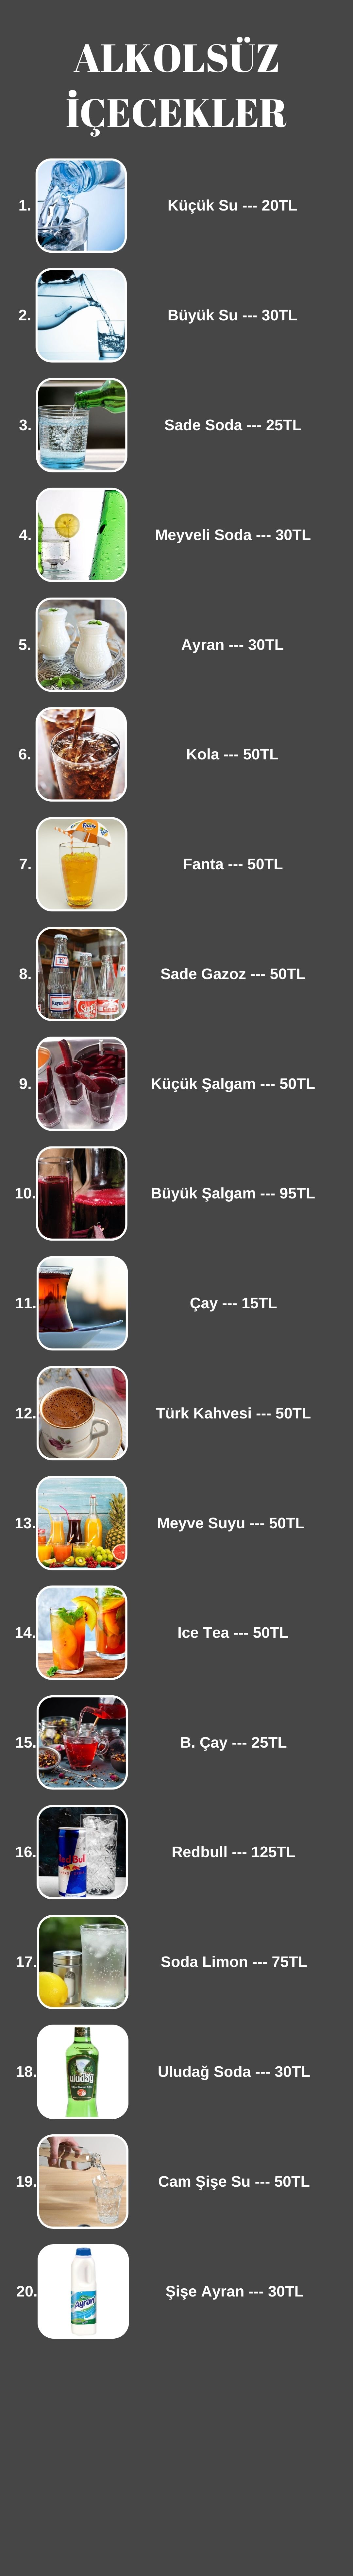 ALKOLSÜZ
İÇECEKLER
1. Küçük Su --- 20TL
2. Büyük Su --- 30TL
3. Sade Soda --- 25TL
4. Meyveli Soda --- 30TL
5. Ayran --- 30TL
6. Kola --- 50TL
7. Fanta --- 50TL
8. Sade Gazoz --- 50TL
9. Küçük Şalgam --- 50TL
10. Büyük Şalgam --- 95TL
11. Çay --- 15TL
12. Türk Kahvesi --- 50TL
13. Meyve Suyu --- 50TL
14. Ice Tea --- 50TL
15. B. Çay --- 25TL
16. Redbull --- 125TL
17. Soda Limon --- 75TL
18. uludağ Uludağ Soda --- 30TL
19. Cam Şişe Su --- 50TL
20. Ayran Şişe Ayran --- 30TL